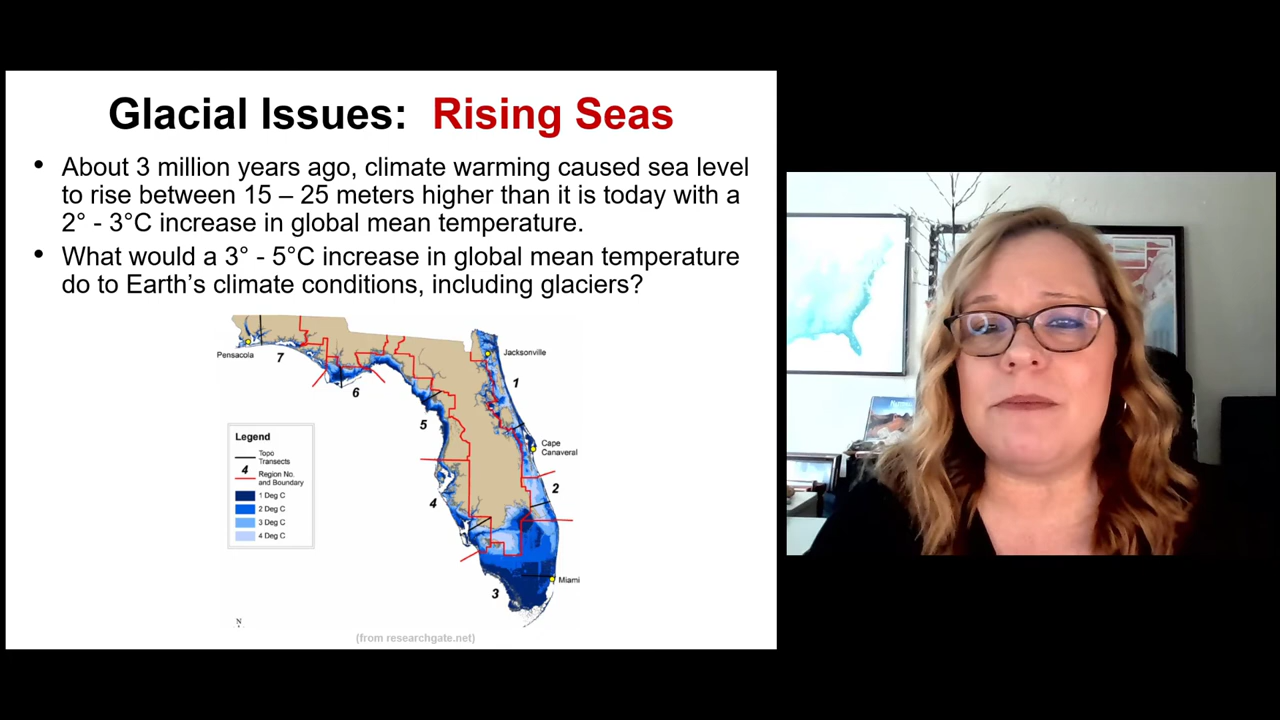 Glacial Issues: Rising Seas
• About 3 million years ago, climate warming caused sea level
to rise between 15 – 25 meters higher than it is today with a
2° - 3°C increase in global mean temperature.
• What would a 3° - 5°C increase in global mean temperature
do to Earth’s climate conditions, including glaciers?
Pensacola
7
6
Jacksonville
1
5
Cape
Canaveral
4
2
Miami
3
Legend
Topo
Transects
4
Region No.
and Boundary
1 Deg C
2 Deg C
3 Deg C
4 Deg C
N
(from researchgate.net)